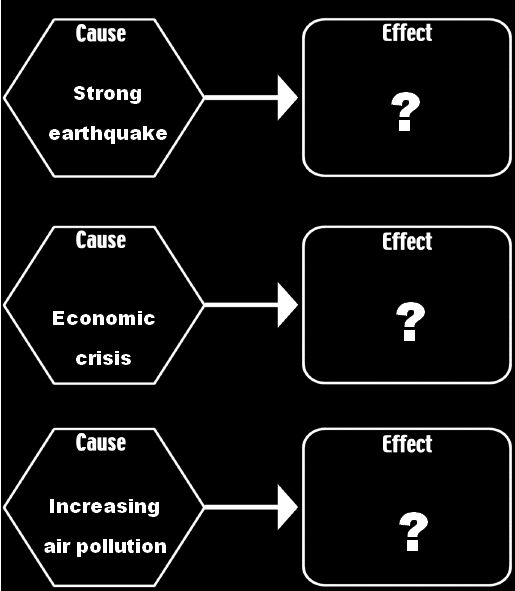 Cause
Strong
earthquake
Effect
?
Cause
Economic
crisis
Effect
?
Cause
Increasing
air pollution
Effect
?